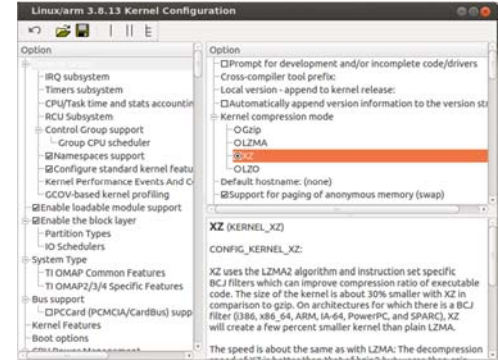 Linux/arm 3.8.13 Kernel Configuration
Option
IRQ subsystem
Timers subsystem
CPU/Task time and stats accountin
RCU Subsystem
Control Group support
Group CPU scheduler
Namespaces support
Configure standard kernel featu
Kernel Performance Events And C
GCOV-based kernel profiling
Enable loadable module support
Enable the block layer
Partition Types
IO Schedulers
System Type
TI OMAP Common Features
TI OMAP2/3/4 Specific Features
Bus support
PCCard (PCMCIA/CardBus) supp
Kernel Features
Boot options
Option
Prompt for development and/or incomplete code/drivers
Cross-compiler tool prefix:
Local version - append to kernel release:
Automatically append version information to the version str
Kernel compression mode
Gzip
LZMA
XZ
LZO
Default hostname: (none)
Support for paging of anonymous memory (swap)
XZ (KERNEL_XZ)
CONFIG_KERNEL_XZ:
XZ uses the LZMA2 algorithm and instruction set specific
BCJ filters which can improve compression ratio of executable
code. The size of the kernel is about 30% smaller with XZ in
comparison to gzip. On architectures for which there is a BCJ
filter (i386, x86_64, ARM, IA-64, PowerPC, and SPARC), XZ
will create a few percent smaller kernel than plain LZMA.
The speed is about the same as with LZMA: The decompression